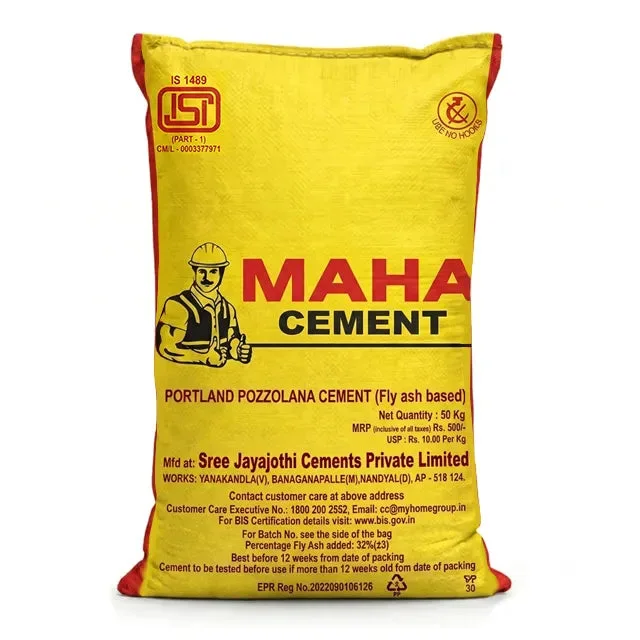 IS 1489
ISI
(PART - 1)
CM/L - 0003377971
USE NO HOOKS
MAHA
CEMENT
PORTLAND POZZOLANA CEMENT (Fly ash based)
Net Quantity : 50 Kg
MRP (inclusive of all taxes) Rs. 500/-
USP : Rs. 10.00 Per Kg
Mfd at: Sree Jayajothi Cements Private Limited
WORKS: YANAKANDLA(V), BANAGANAPALLE(M),NANDYAL(D), AP - 518 124.
Contact customer care at above address
Customer Care Executive No.: 1800 200 2552, Email: cc@myhomegroup.in
For BIS Certification details visit: www.bis.gov.in
For Batch No. see the side of the bag
Percentage Fly Ash added: 32%(±3)
Best before 12 weeks from date of packing
Cement to be tested before use if more than 12 weeks old fom date of packing
EPR Reg No.2022090106126
PP
30